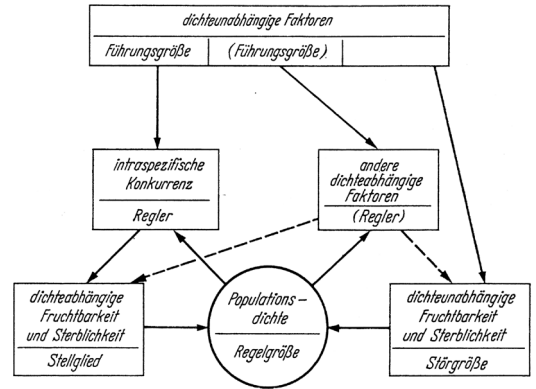 dichteunabhängige Faktoren
Führungsgröße
(Führungsgröße)
intraspezifische
Konkurrenz
Regler
andere
dichteabhängige
Faktoren
(Regler)
dichteabhängige
Fruchtbarkeit
und Sterblichkeit
Stellglied
Populations-
dichte
Regelgröße
dichteunabhängige
Fruchtbarkeit
und Sterblichkeit
Störgröße